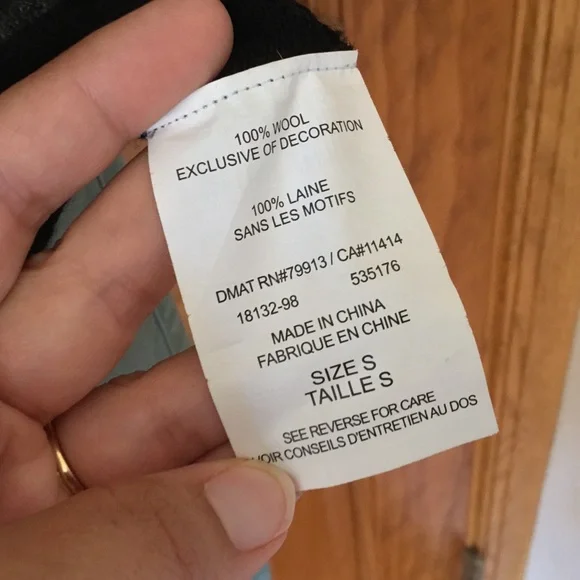 100% WOOL
EXCLUSIVE OF DECORATION
100% LAINE
SANS LES MOTIFS
DMAT RN#79913 / CA#11414
18132-98 535176
MADE IN CHINA
FABRIQUE EN CHINE
SIZE S
TAILLE S
SEE REVERSE FOR CARE
VOIR CONSEILS D'ENTRETIEN AU DOS